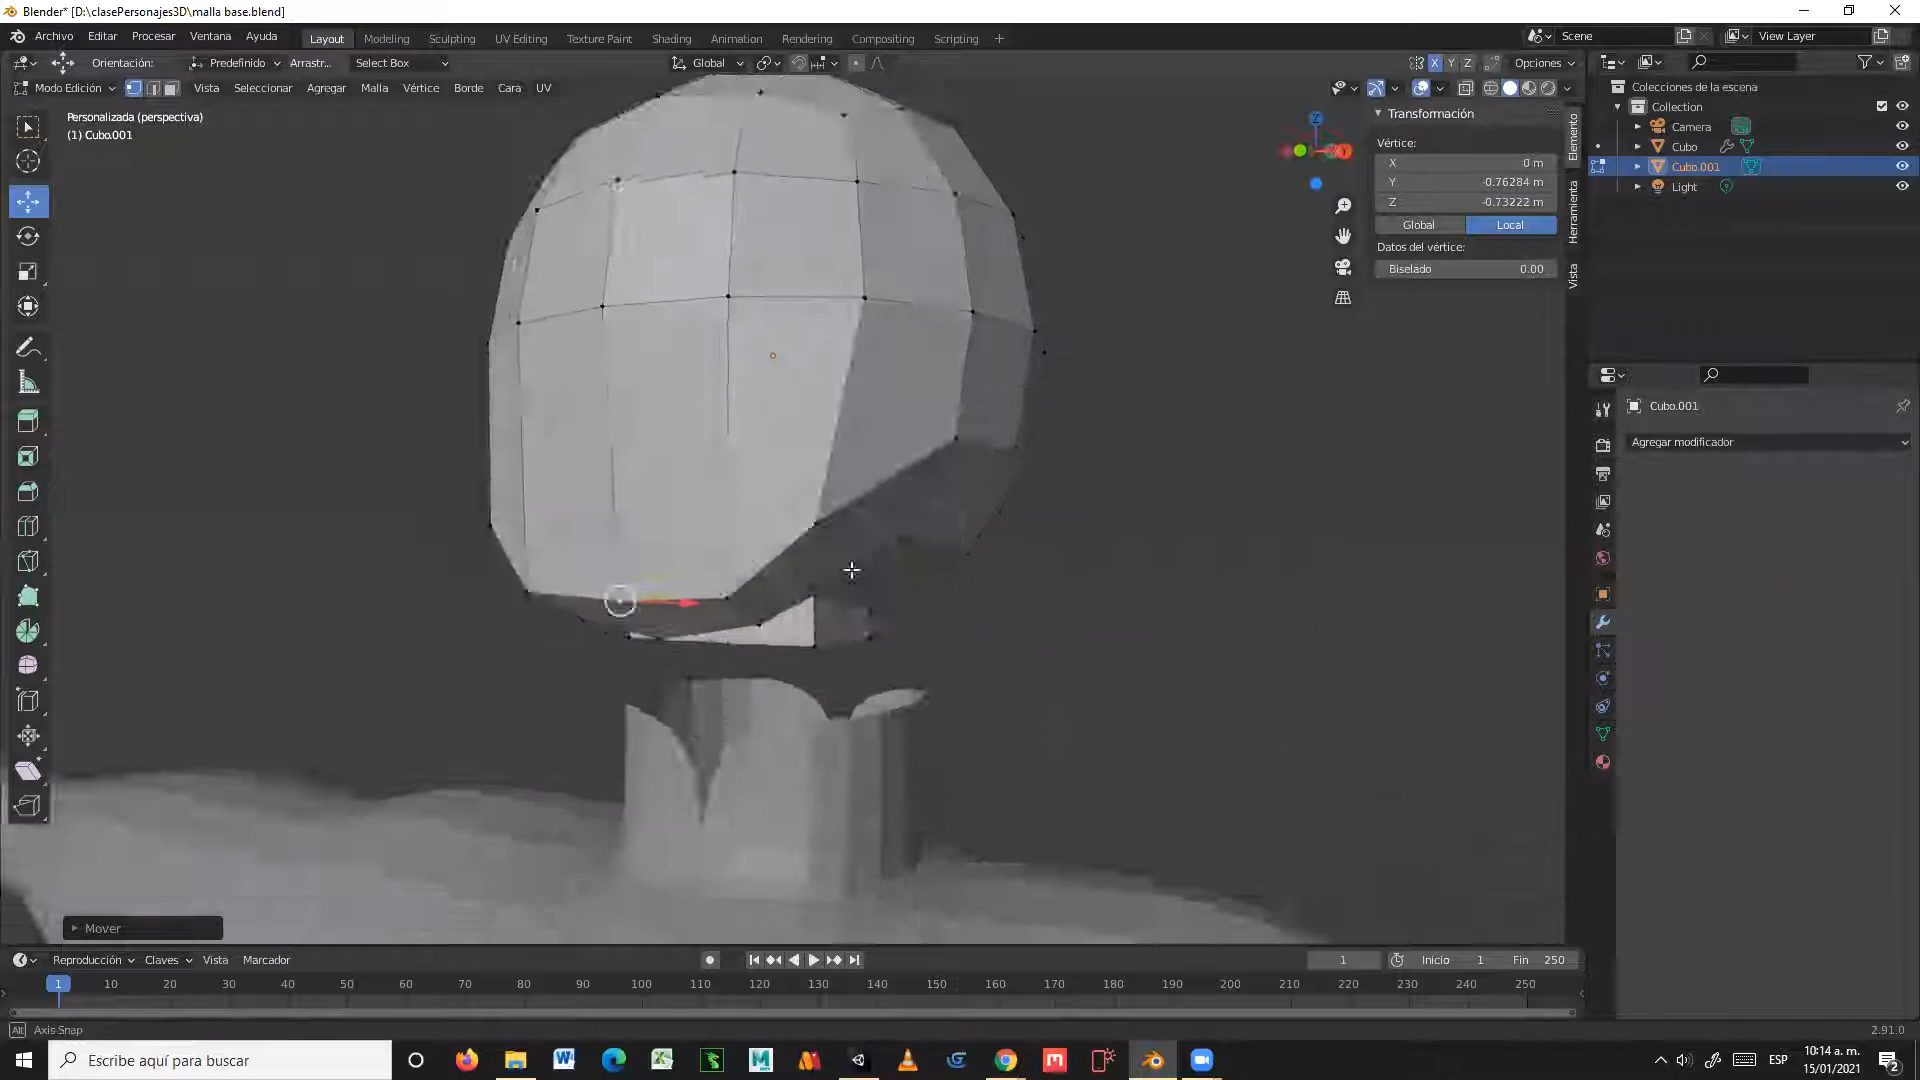 Blender* [D:\clasePersonajes3D\malla base.blend]
Archivo Editar Procesar Ventana Ayuda
Layout Modeling Sculpting UV Editing Texture Paint Shading Animation Rendering Compositing Scripting +
Scene
View Layer
Orientación: Predefinido Arrastr... Select Box
Global
X Y Z Opciones
Modo Edición Vista Seleccionar Agregar Malla Vértice Borde Cara UV
Personalizada (perspectiva)
(1) Cubo.001
Transformación
Vértice:
X 0 m
Y -0.76284 m
Z -0.73222 m
Global Local
Datos del vértice:
Biselado 0.00
Elemento
Herramienta
Vista
Colecciones de la escena
Collection
Camera
Cubo
Cubo.001
Light
Cubo.001
Agregar modificador
Mover
Reproducción Claves Vista Marcador
1 Inicio 1 Fin 250
1 10 20 30 40 50 60 70 80 90 100 110 120 130 140 150 160 170 180 190 200 210 220 230 240 250
Alt Axis Snap
2.91.0
Escribe aquí para buscar
ESP
10:14 a. m.
15/01/2021
2